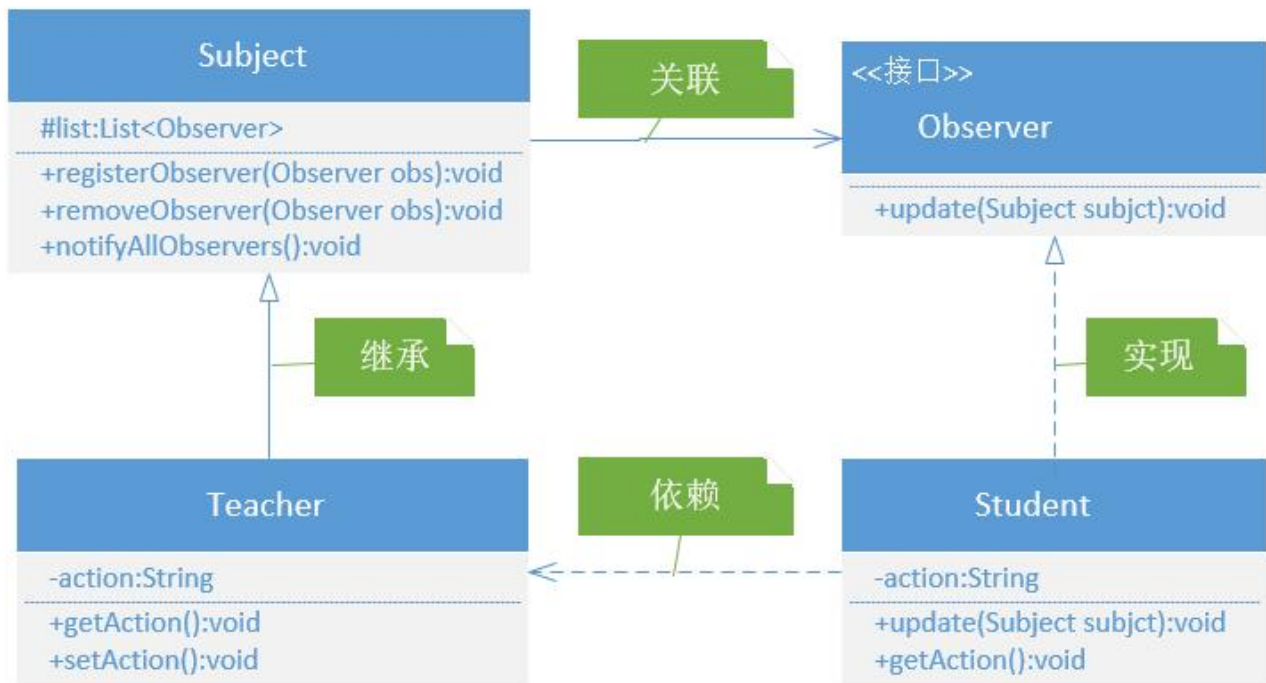 Subject
#list:List<Observer>
+registerObserver(Observer obs):void
+removeObserver(Observer obs):void
+notifyAllObservers():void
关联
<<接口>>
Observer
+update(Subject subjct):void
继承
实现
Teacher
-action:String
+getAction():void
+setAction():void
依赖
Student
-action:String
+update(Subject subjct):void
+getAction():void